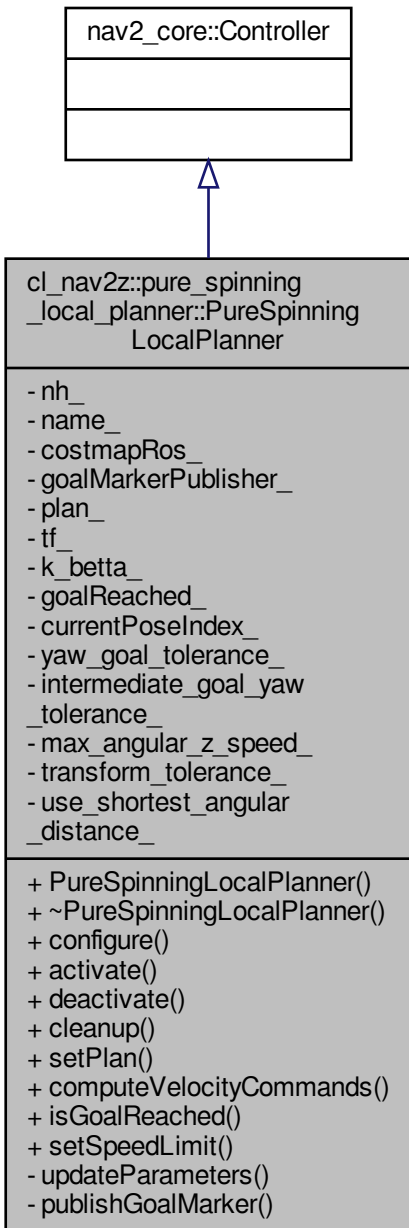 nav2_core::Controller
cl_nav2z::pure_spinning
_local_planner::PureSpinning
LocalPlanner
- nh_
- name_
- costmapRos_
- goalMarkerPublisher_
- plan_
- tf_
- k_betta_
- goalReached_
- currentPoseIndex_
- yaw_goal_tolerance_
- intermediate_goal_yaw
_tolerance_
- max_angular_z_speed_
- transform_tolerance_
- use_shortest_angular
_distance_
+ PureSpinningLocalPlanner()
+ ~PureSpinningLocalPlanner()
+ configure()
+ activate()
+ deactivate()
+ cleanup()
+ setPlan()
+ computeVelocityCommands()
+ isGoalReached()
+ setSpeedLimit()
- updateParameters()
- publishGoalMarker()